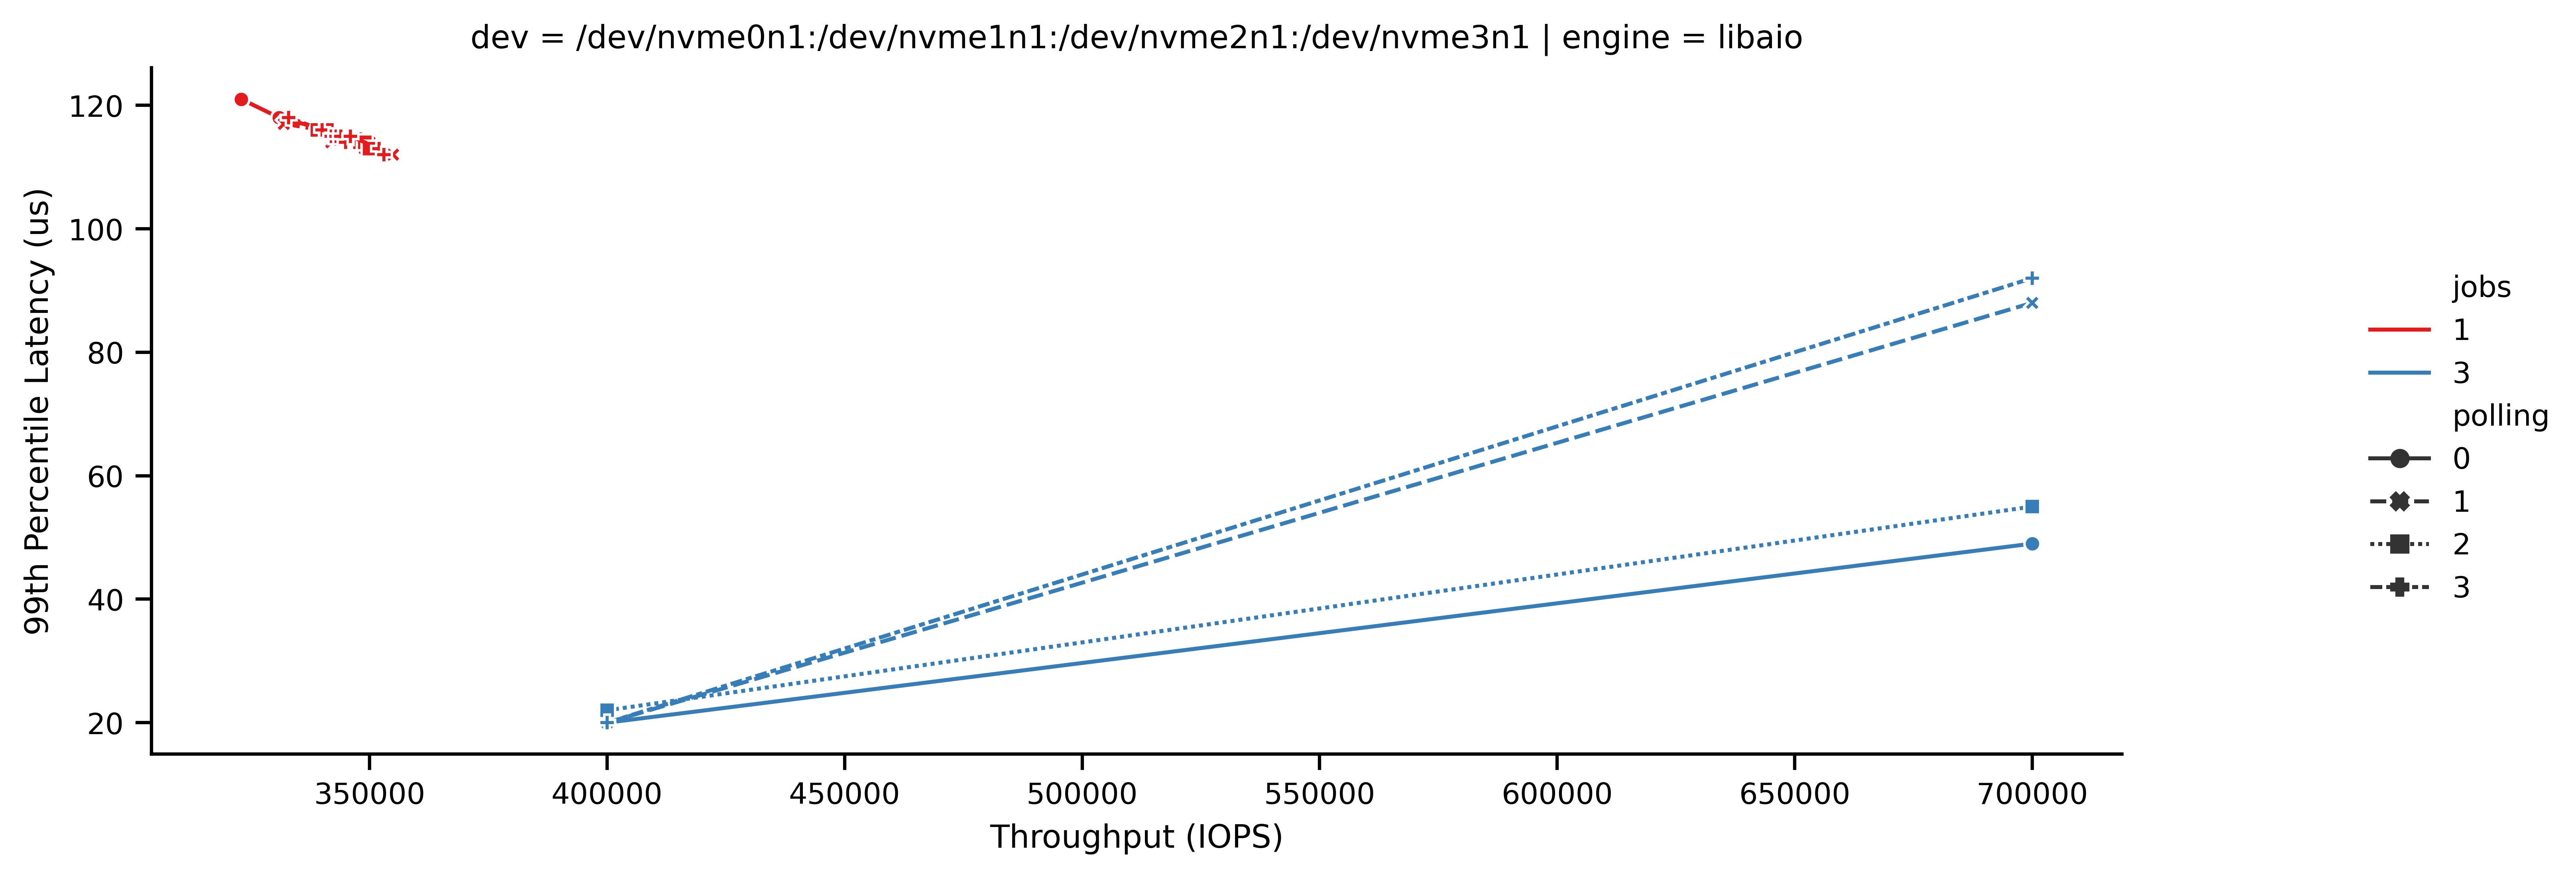 dev = /dev/nvme0n1:/dev/nvme1n1:/dev/nvme2n1:/dev/nvme3n1 | engine = libaio
99th Percentile Latency (us)
120
100
80
60
40
20
350000 400000 450000 500000 550000 600000 650000 700000
Throughput (IOPS)
jobs
1
3
polling
0
1
2
3